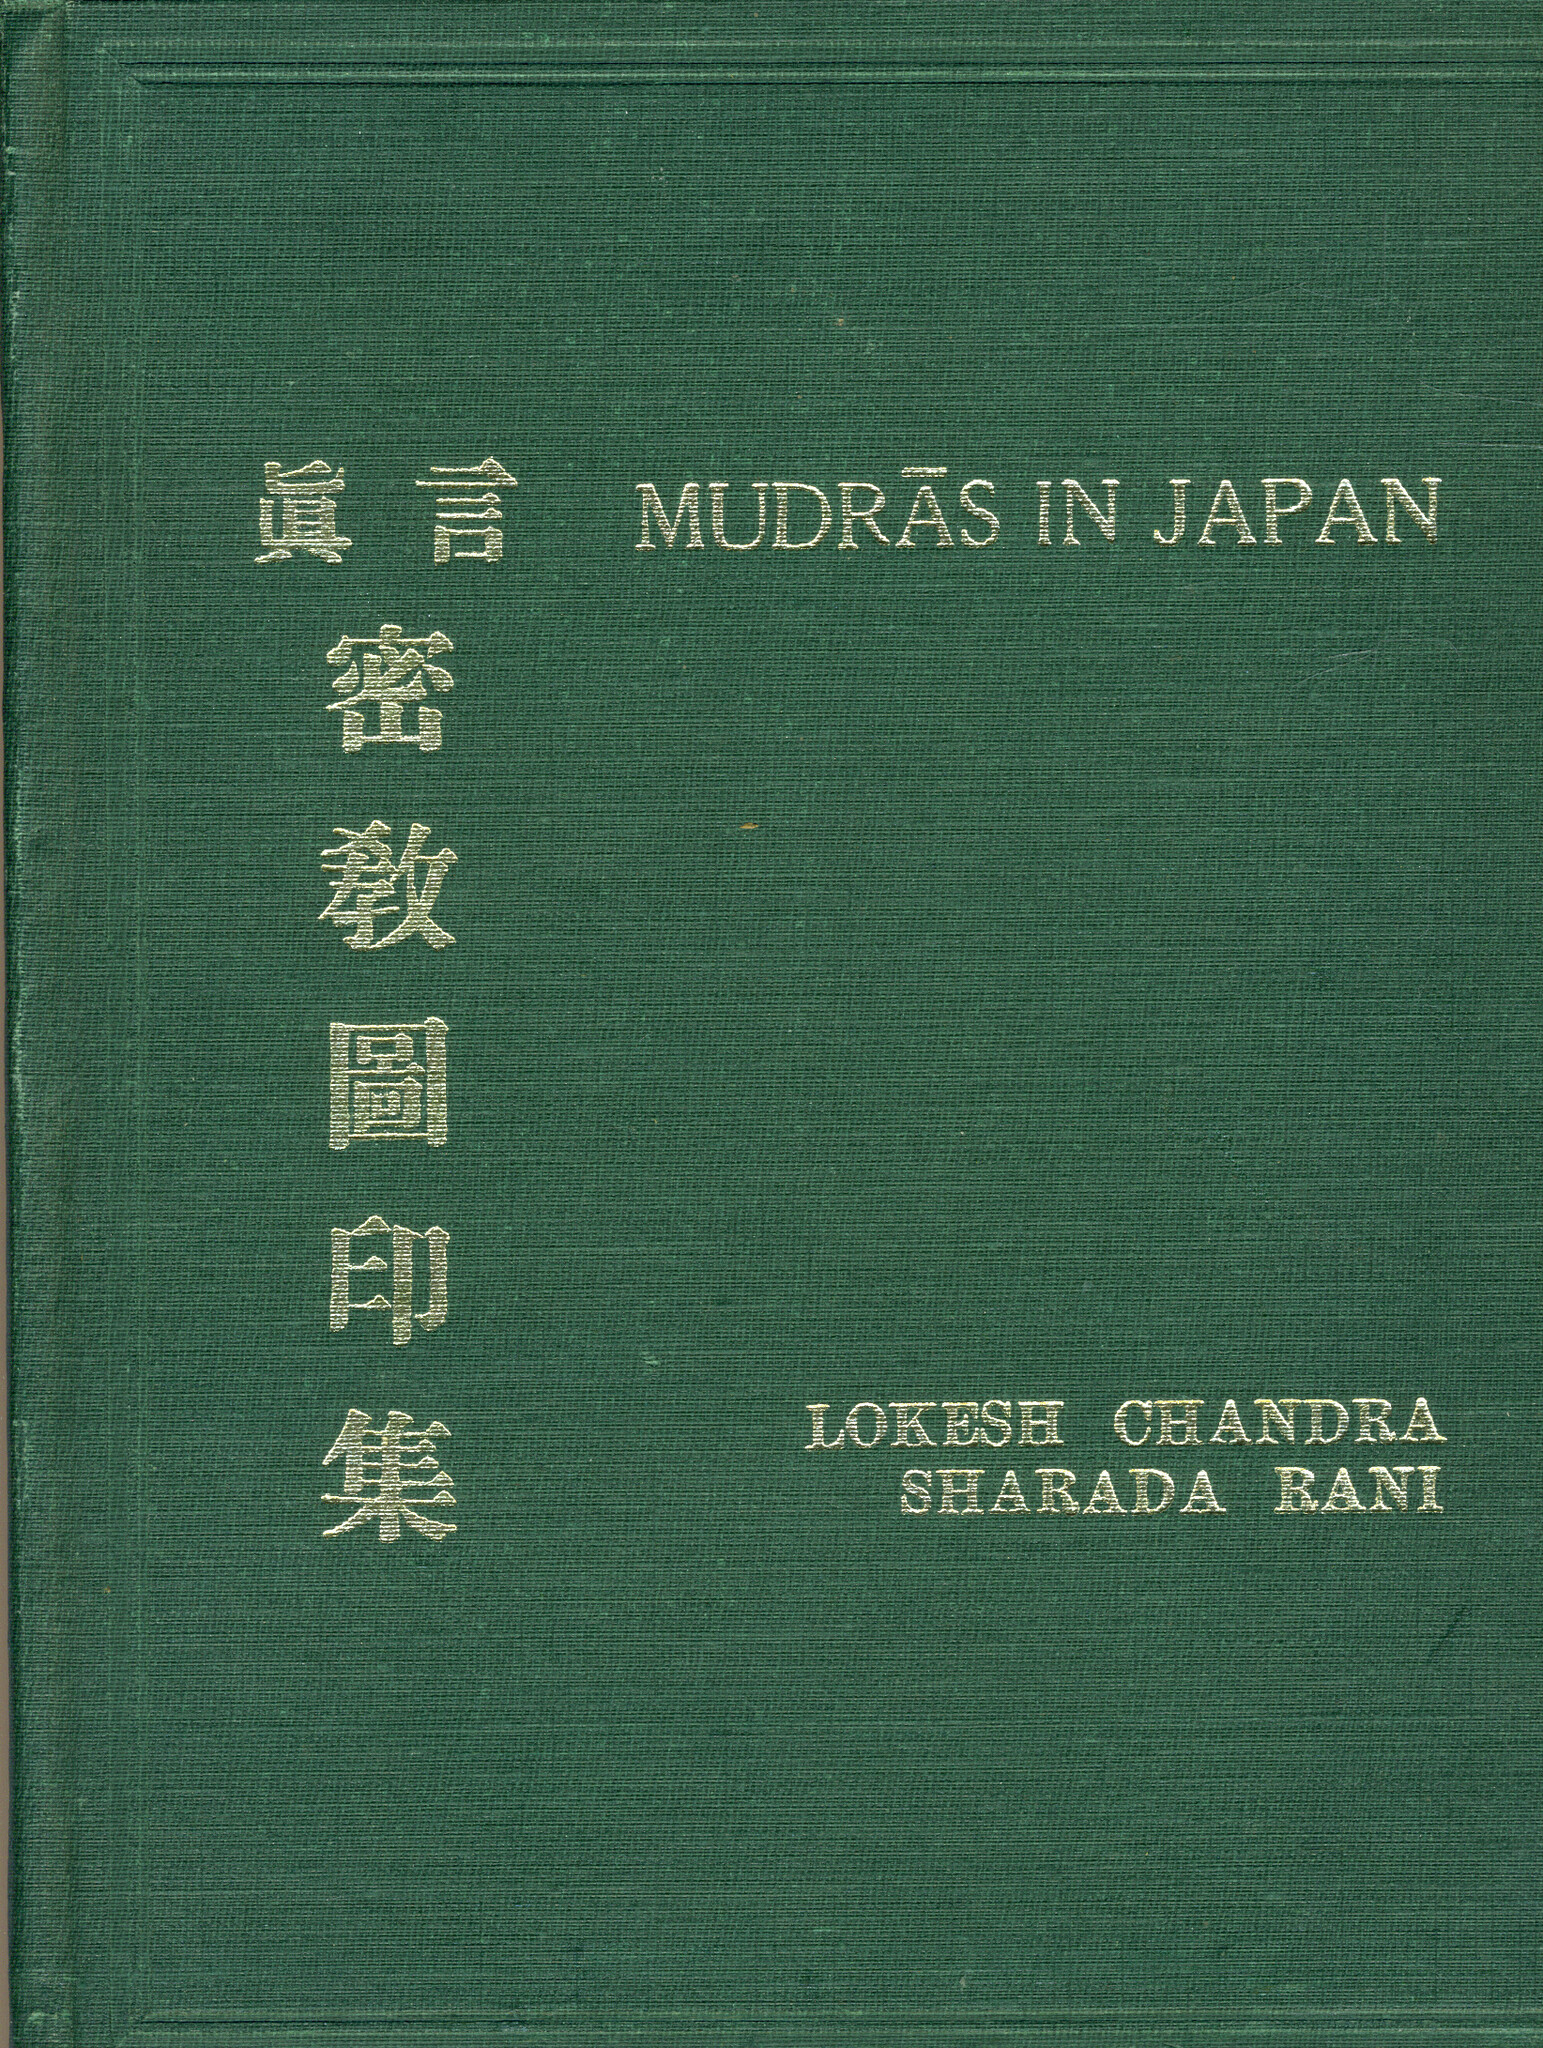 眞言
密
教
圖
印
集
MUDRĀS IN JAPAN
LOKESH CHANDRA
SHARADA RANI